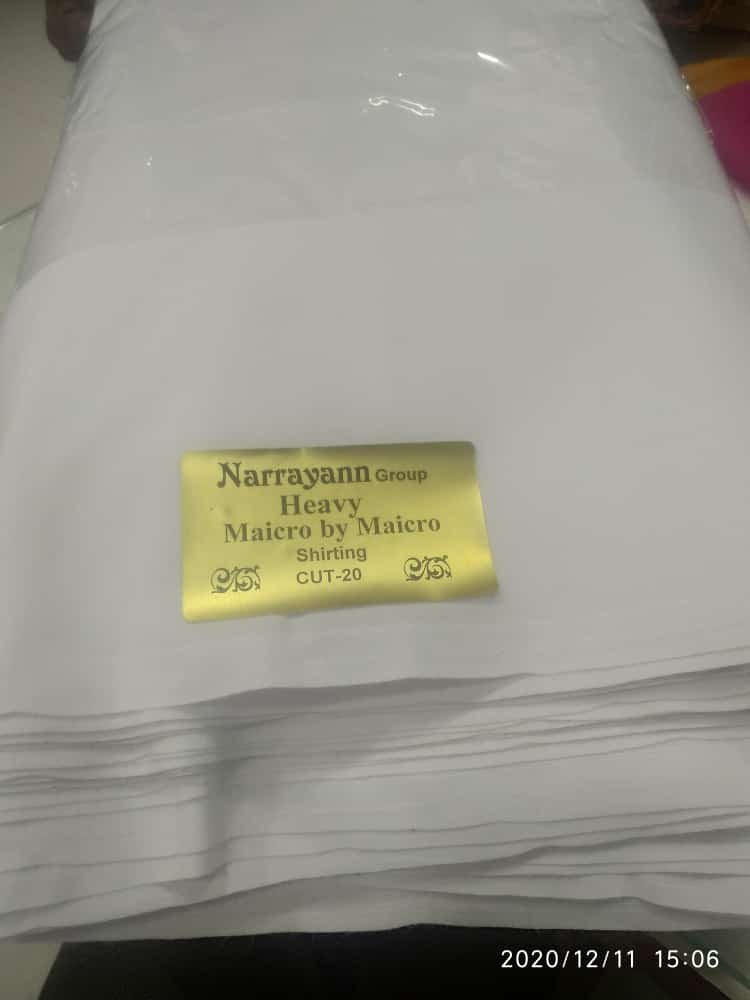 Narrayann Group
Heavy
Maicro by Maicro
Shirting
CUT-20
2020/12/11 15:06